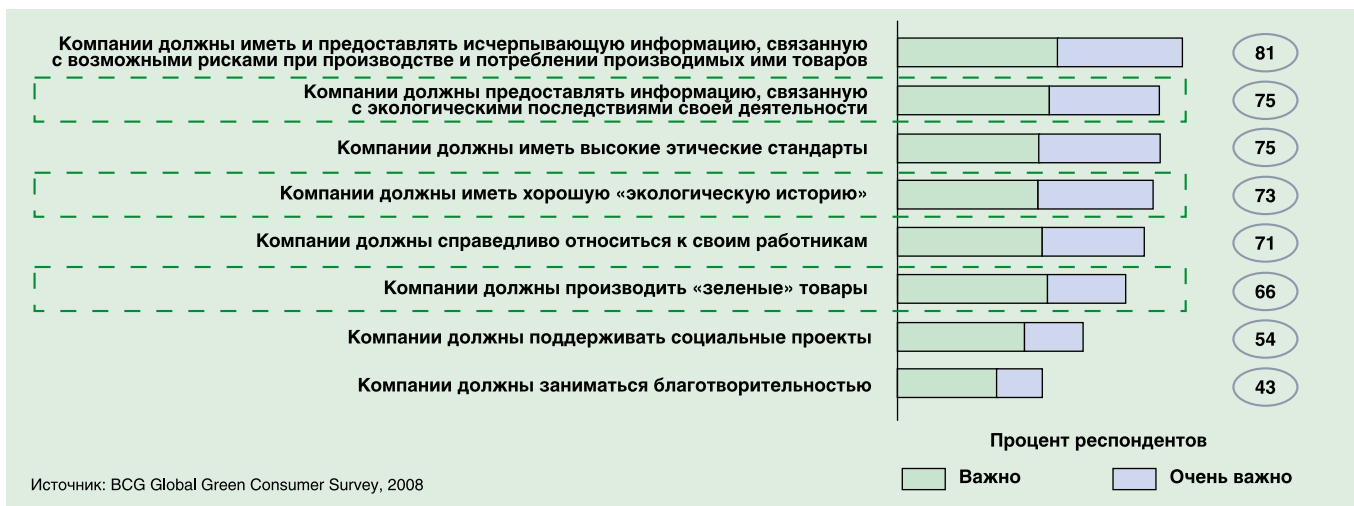 Компании должны иметь и предоставлять исчерпывающую информацию, связанную
с возможными рисками при производстве и потреблении производимых ими товаров
81
Компании должны предоставлять информацию, связанную
с экологическими последствиями своей деятельности
75
Компании должны иметь высокие этические стандарты
75
Компании должны иметь хорошую «экологическую историю»
73
Компании должны справедливо относиться к своим работникам
71
Компании должны производить «зеленые» товары
66
Компании должны поддерживать социальные проекты
54
Компании должны заниматься благотворительностью
43
Процент респондентов
Важно
Очень важно
Источник: BCG Global Green Consumer Survey, 2008